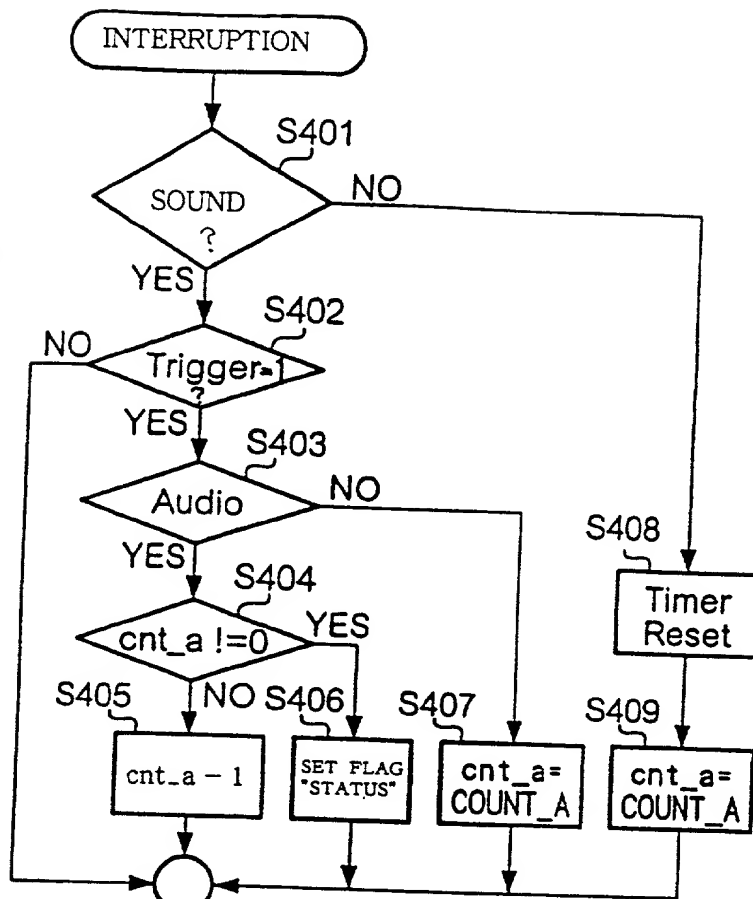 INTERRUPTION
S401
SOUND
?
NO
YES
S402
NO
Trigger=1
?
YES
S403
Audio
NO
YES
S404
cnt_a !=0
YES
NO
S405
cnt_a - 1
S406
SET FLAG
"STATUS"
S407
cnt_a=
COUNT_A
S408
Timer
Reset
S409
cnt_a=
COUNT_A